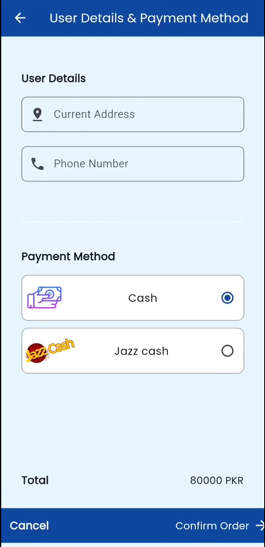 User Details & Payment Method
User Details
Current Address
Phone Number
Payment Method
Cash
Jazz Cash
Jazz cash
Total 80000 PKR
Cancel Confirm Order